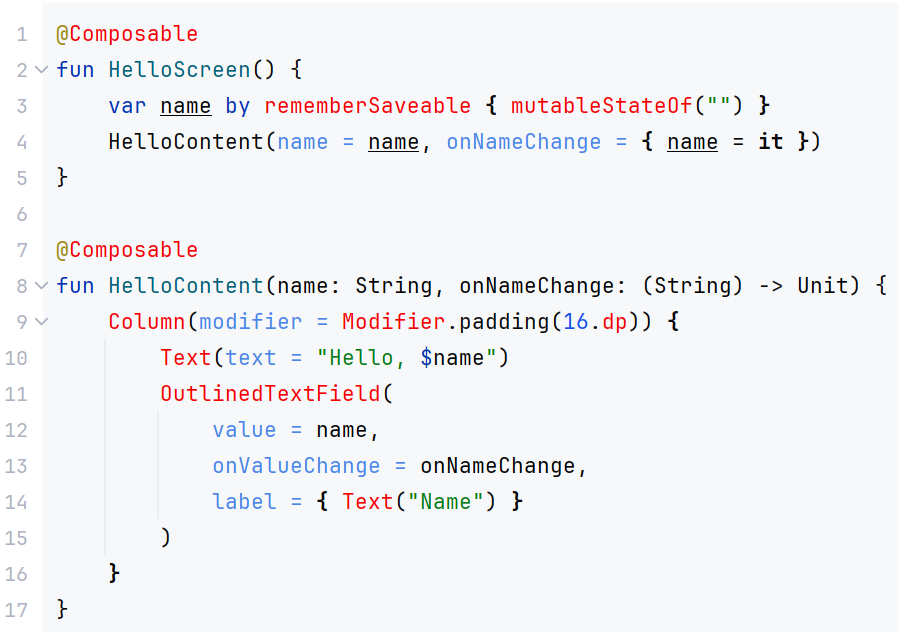 1 @Composable
2 fun HelloScreen() {
3     var name by rememberSaveable { mutableStateOf("") }
4     HelloContent(name = name, onNameChange = { name = it })
5 }
6
7 @Composable
8 fun HelloContent(name: String, onNameChange: (String) -> Unit) {
9     Column(modifier = Modifier.padding(16.dp)) {
10         Text(text = "Hello, $name")
11         OutlinedTextField(
12             value = name,
13             onValueChange = onNameChange,
14             label = { Text("Name") }
15         )
16     }
17 }